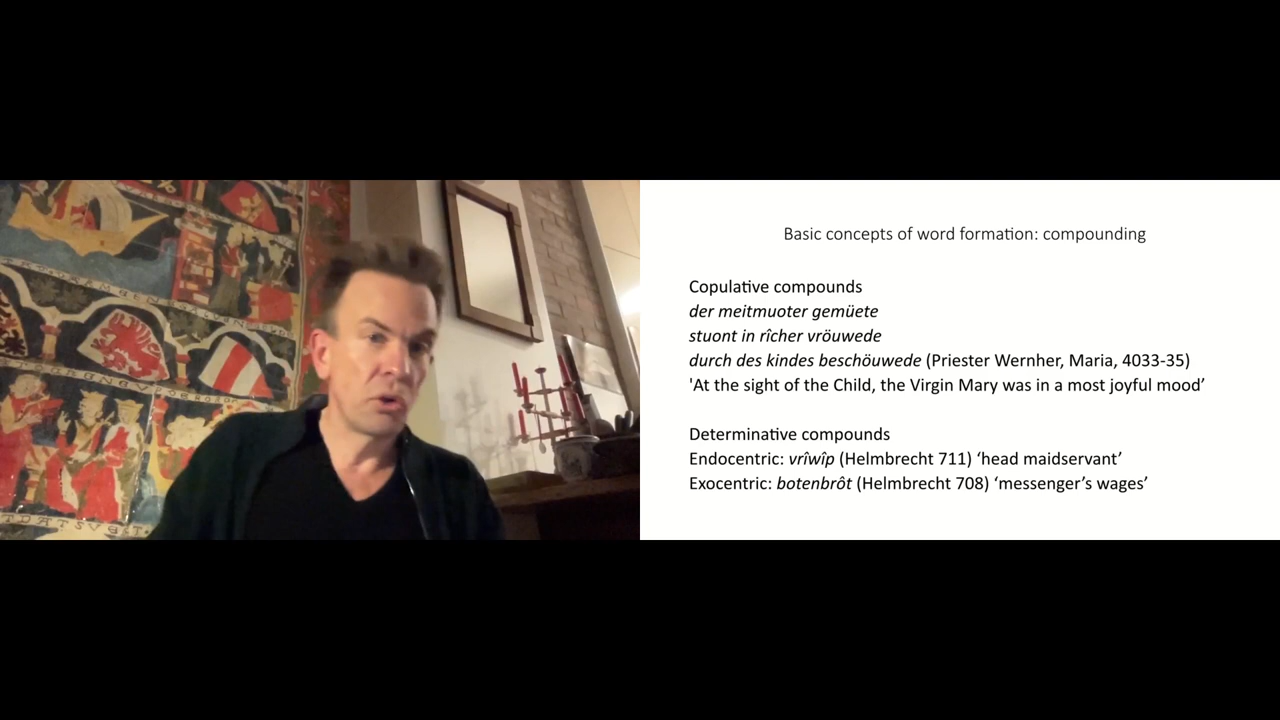 Basic concepts of word formation: compounding
Copulative compounds
der meitmuoter gemüete
stuont in rîcher vröuwede
durch des kindes beschöuwede (Priester Wernher, Maria, 4033-35)
'At the sight of the Child, the Virgin Mary was in a most joyful mood’
Determinative compounds
Endocentric: vrîwîp (Helmbrecht 711) ‘head maidservant’
Exocentric: botenbrôt (Helmbrecht 708) ‘messenger’s wages’